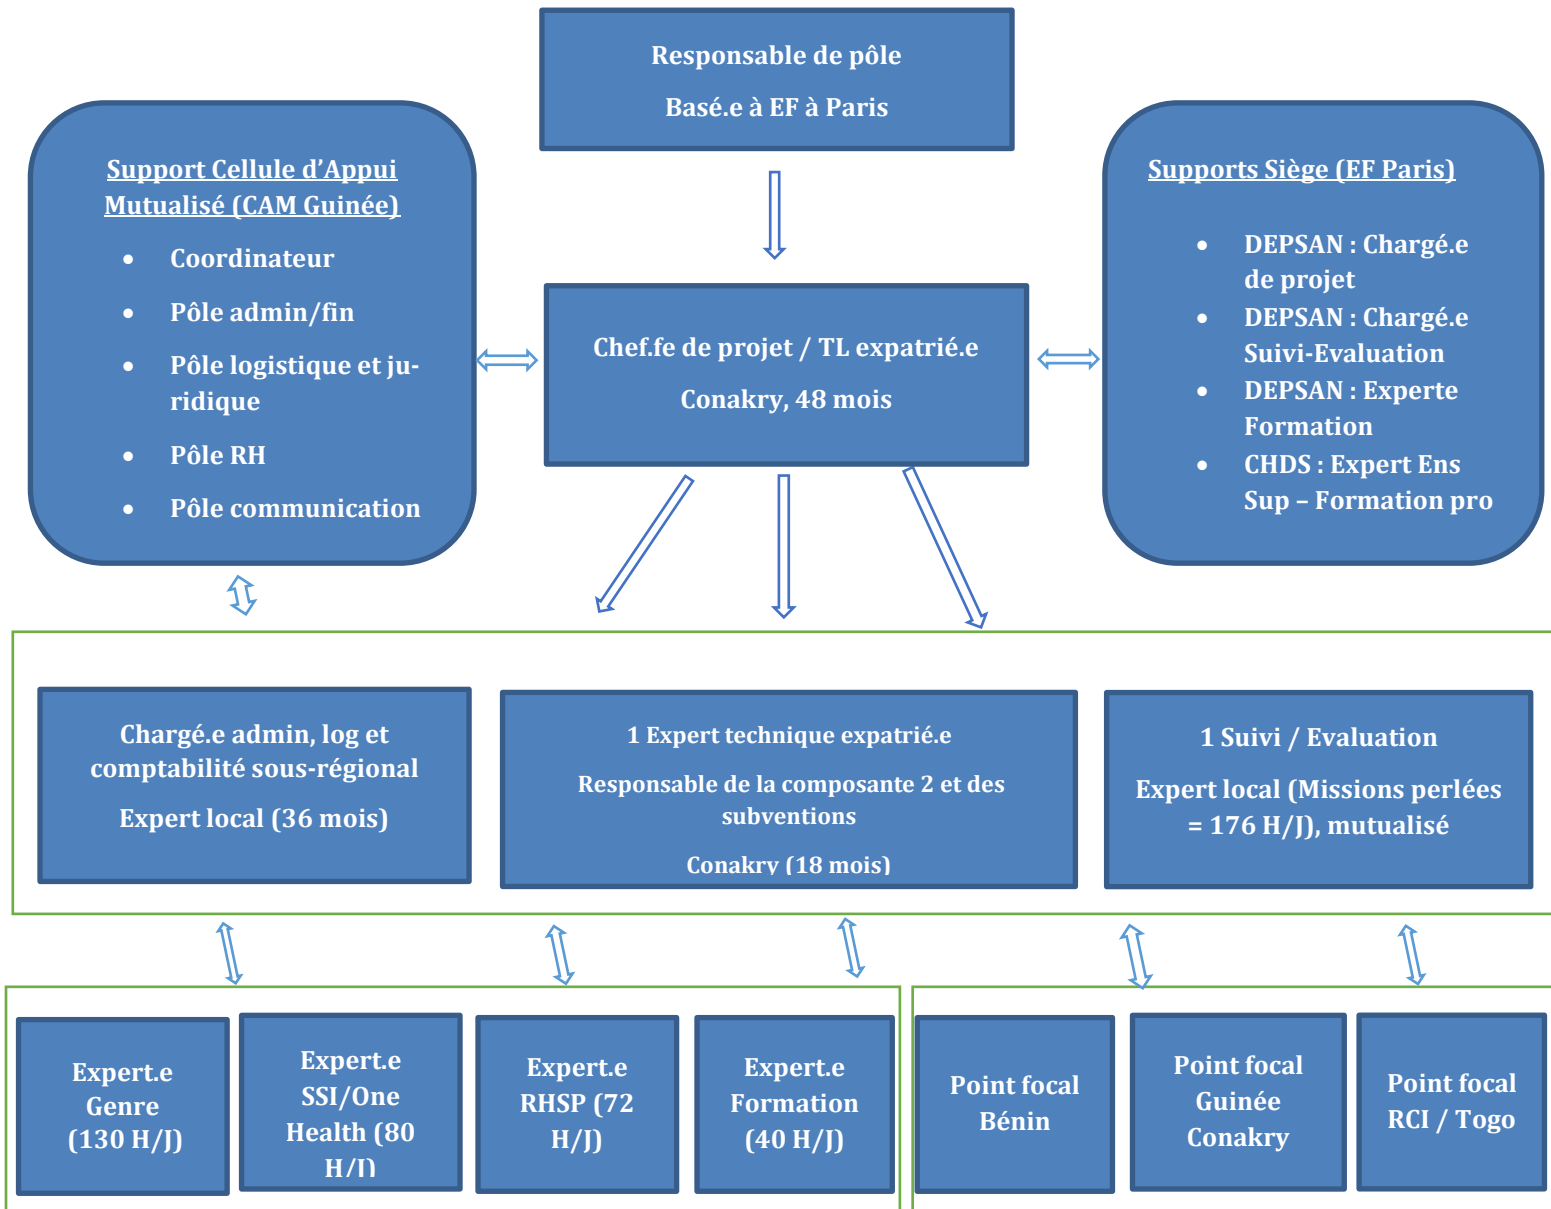 Responsable de pôle
Basé.e à EF à Paris
Support Cellule d'Appui
Mutualisé (CAM Guinée)
• Coordinateur
• Pôle admin/fin
• Pôle logistique et ju-
ridique
• Pôle RH
• Pôle communication
Chef.fe de projet / TL expatrié.e
Conakry, 48 mois
Supports Siège (EF Paris)
• DEPSAN : Chargé.e
de projet
• DEPSAN : Chargé.e
Suivi-Evaluation
• DEPSAN : Experte
Formation
• CHDS : Expert Ens
Sup – Formation pro
Chargé.e admin, log et
comptabilité sous-régional
Expert local (36 mois)
1 Expert technique expatrié.e
Responsable de la composante 2 et des
subventions
Conakry (18 mois)
1 Suivi / Evaluation
Expert local (Missions perlées
= 176 H/J), mutualisé
Expert.e
Genre
(130 H/J)
Expert.e
SSI/One
Health (80
H/J)
Expert.e
RHSP (72
H/J)
Expert.e
Formation
(40 H/J)
Point focal
Bénin
Point focal
Guinée
Conakry
Point focal
RCI / Togo